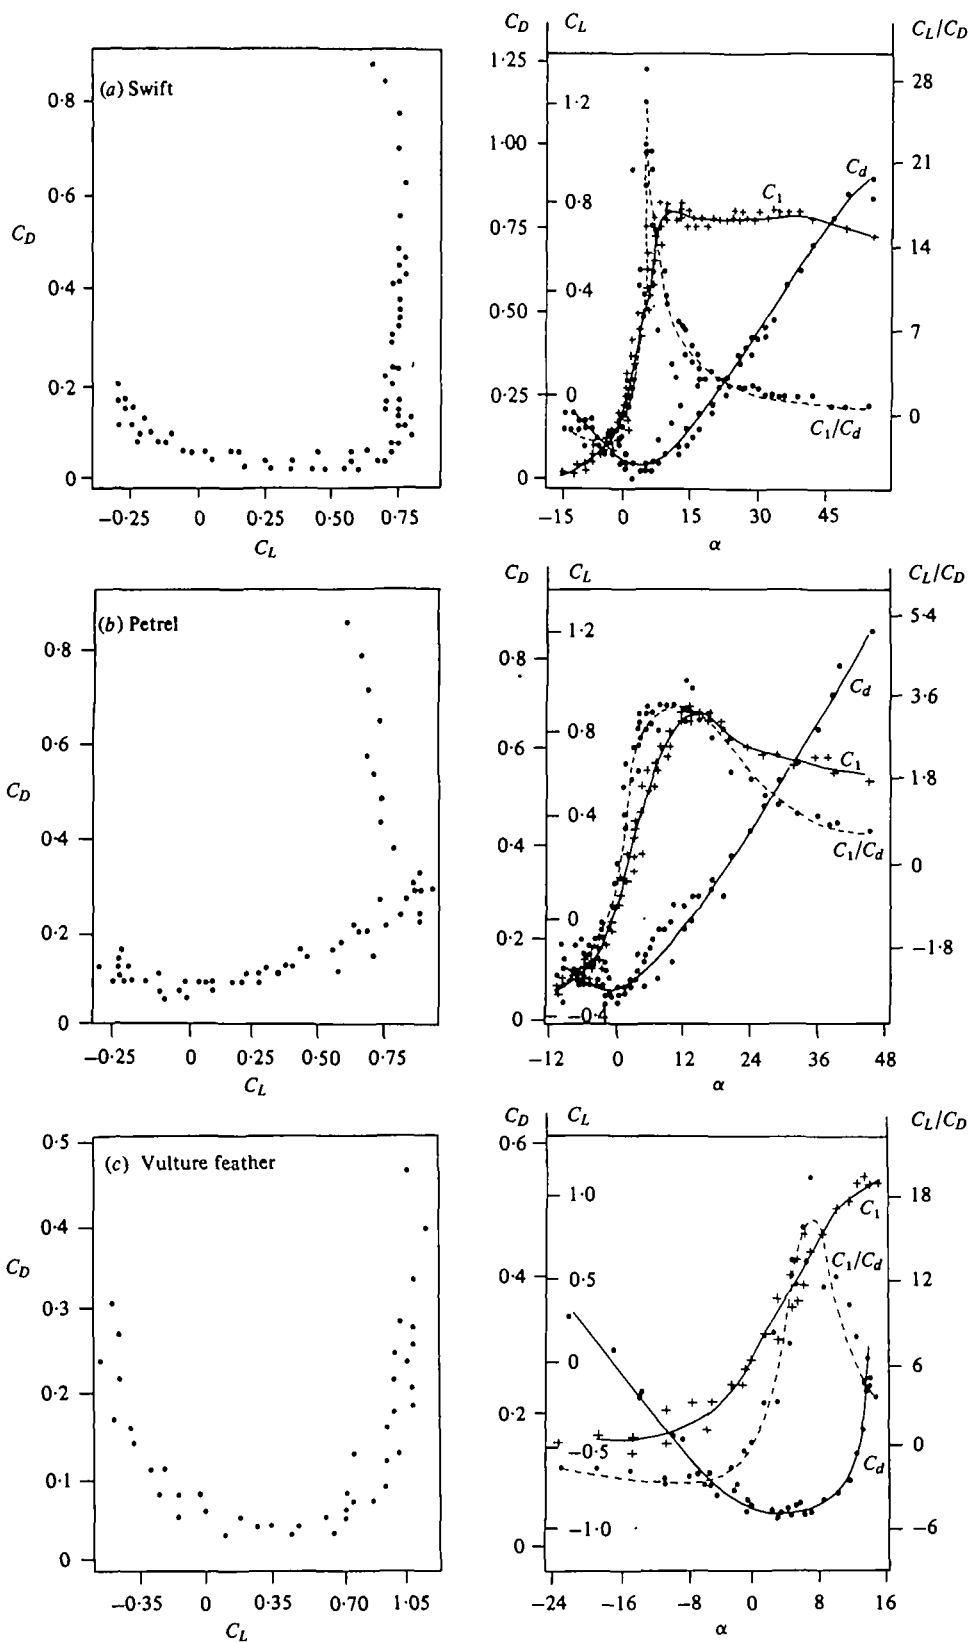 (a) Swift
C_D
0·8
0·6
0·4
0·2
0
−0·25 0 0·25 0·50 0·75
C_L
C_D C_L C_L/C_D
1·25
1·00
0·75
0·50
0·25
0
1·2
0·8
0·4
0
28
21
14
7
0
C_d
C_1
C_1/C_d
−15 0 15 30 45
α
(b) Petrel
C_D
0·8
0·6
0·4
0·2
0
−0·25 0 0·25 0·50 0·75
C_L
C_D C_L C_L/C_D
0·8
0·6
0·4
0·2
0
1·2
0·8
0·4
0
−0·4
5·4
3·6
1·8
0
−1·8
C_d
C_1
C_1/C_d
−12 0 12 24 36 48
α
(c) Vulture feather
C_D
0·5
0·4
0·3
0·2
0·1
0
−0·35 0 0·35 0·70 1·05
C_L
C_D C_L C_L/C_D
0·6
0·4
0·2
0
1·0
0·5
0
−0·5
−1·0
18
12
6
0
−6
C_1
C_1/C_d
C_d
−24 −16 −8 0 8 16
α